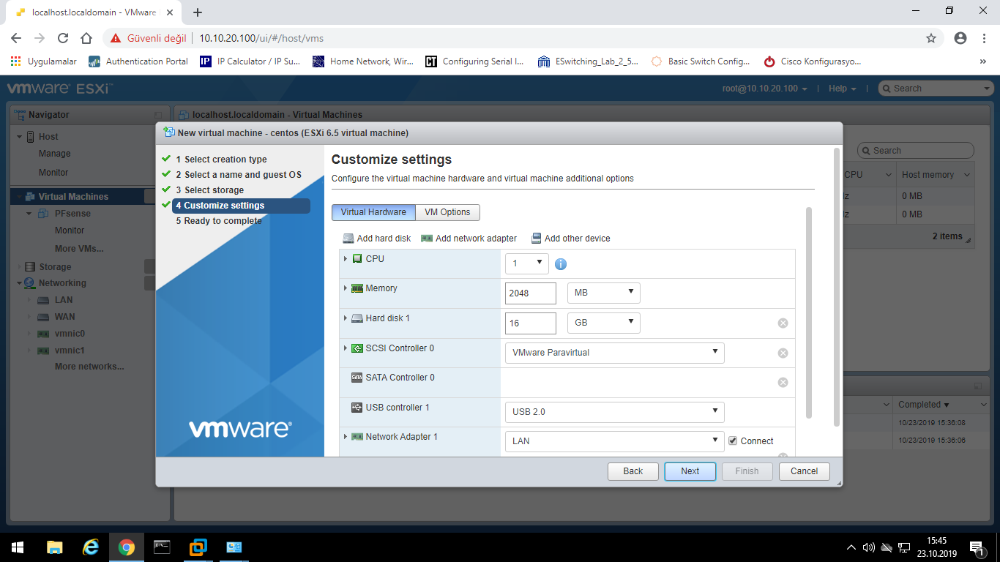 localhost.localdomain - VMware
Güvenli değil
10.10.20.100/ui/#/host/vms
Uygulamalar
Authentication Portal
IP
IP Calculator / IP Su...
Home Network, Wir...
CT
Configuring Serial I...
ESwitching_Lab_2_5...
Basic Switch Config...
Cisco Konfigurasyo...
»
vmware® ESXi™
root@10.10.20.100
Help
Search
Navigator
localhost.localdomain - Virtual Machines
Host
Manage
Monitor
Virtual Machines
PFsense
Monitor
More VMs...
Storage
Networking
LAN
WAN
vmnic0
vmnic1
More networks...
Search
CPU
Host memory
0 MB
0 MB
2 items
Completed ▼
10/23/2019 15:36:08
10/23/2019 15:36:06
New virtual machine - centos (ESXi 6.5 virtual machine)
1 Select creation type
2 Select a name and guest OS
3 Select storage
4 Customize settings
5 Ready to complete
vmware®
Customize settings
Configure the virtual machine hardware and virtual machine additional options
Virtual Hardware
VM Options
Add hard disk
Add network adapter
Add other device
CPU
1
Memory
2048
MB
Hard disk 1
16
GB
SCSI Controller 0
VMware Paravirtual
SATA
SATA Controller 0
USB controller 1
USB 2.0
Network Adapter 1
LAN
Connect
Back
Next
Finish
Cancel
15:45
23.10.2019
1